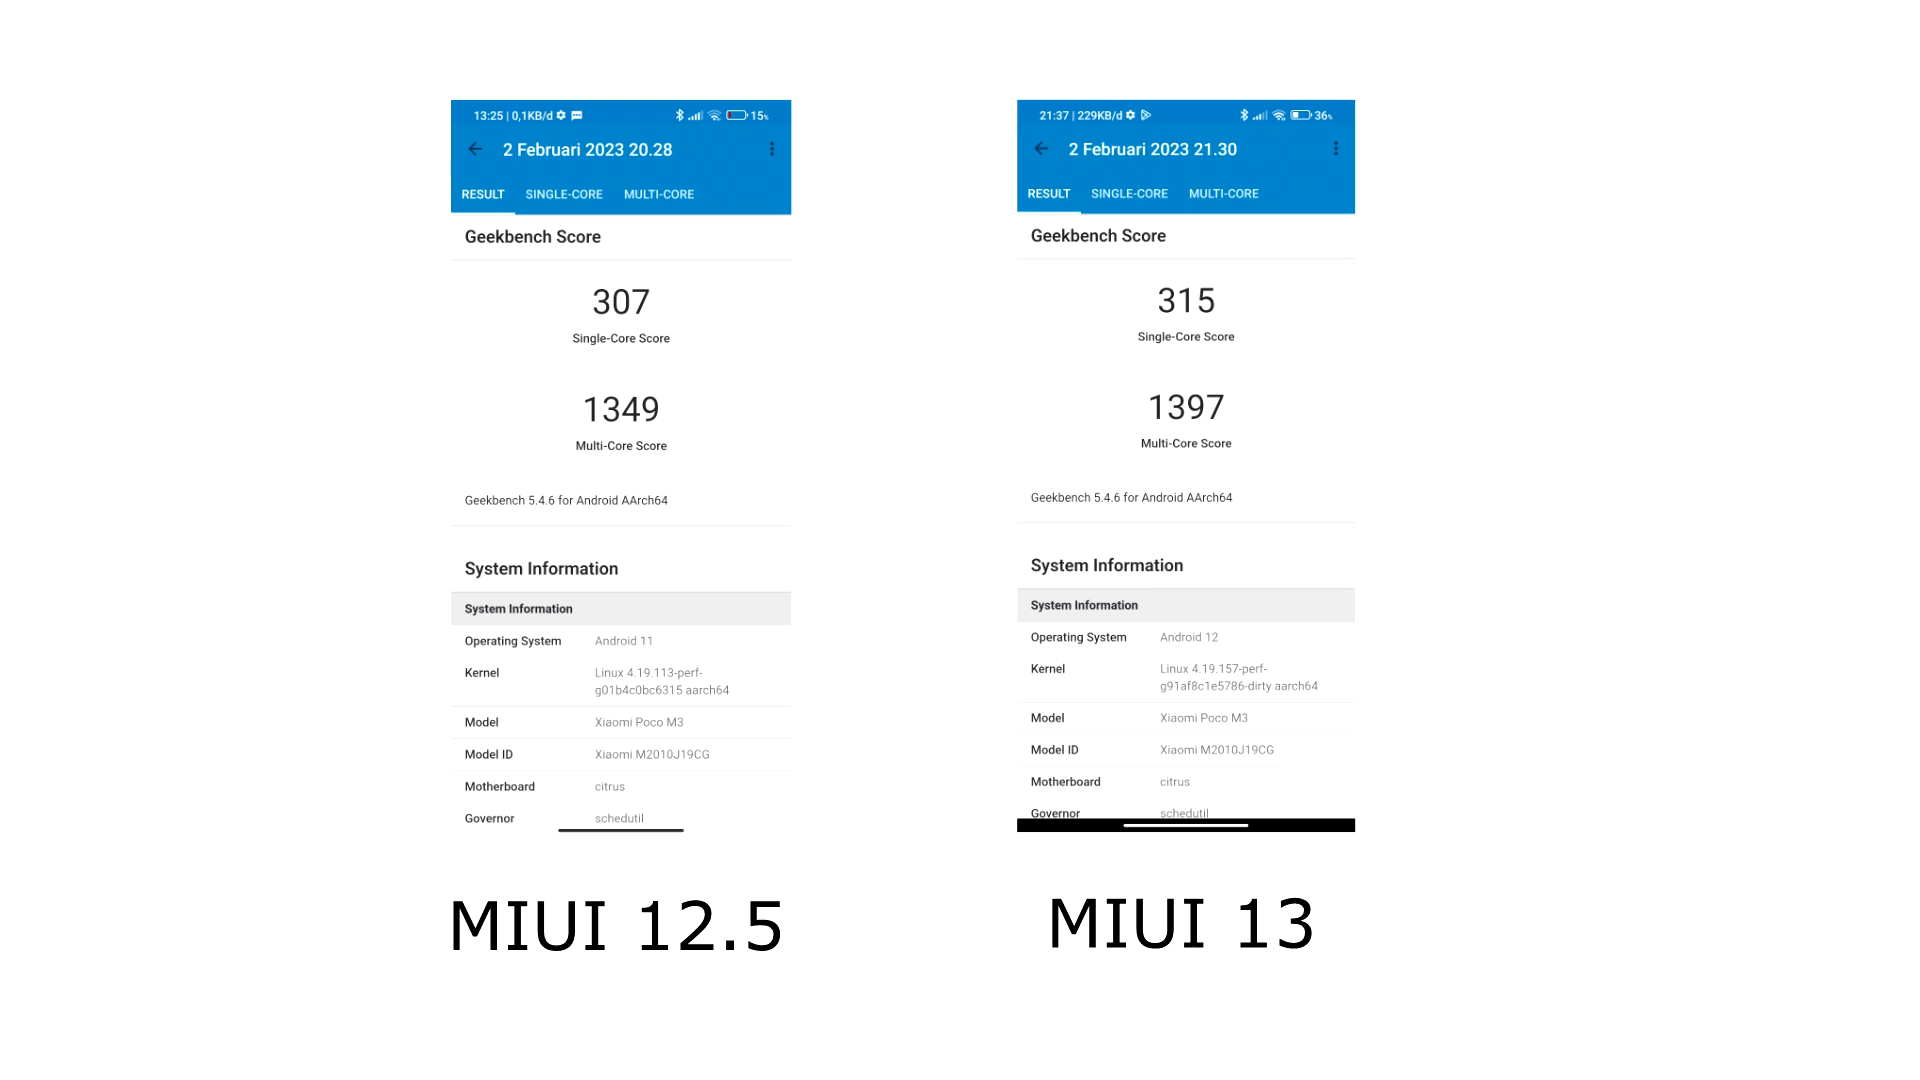 13:25 | 0,1KB/d 15%
2 Februari 2023 20.28
RESULT SINGLE-CORE MULTI-CORE
Geekbench Score
307
Single-Core Score
1349
Multi-Core Score
Geekbench 5.4.6 for Android AArch64
System Information
System Information
Operating System Android 11
Kernel Linux 4.19.113-perf-
g01b4c0bc6315 aarch64
Model Xiaomi Poco M3
Model ID Xiaomi M2010J19CG
Motherboard citrus
Governor schedutil
MIUI 12.5
21:37 | 229KB/d 36%
2 Februari 2023 21.30
RESULT SINGLE-CORE MULTI-CORE
Geekbench Score
315
Single-Core Score
1397
Multi-Core Score
Geekbench 5.4.6 for Android AArch64
System Information
System Information
Operating System Android 12
Kernel Linux 4.19.157-perf-
g91af8c1e5786-dirty aarch64
Model Xiaomi Poco M3
Model ID Xiaomi M2010J19CG
Motherboard citrus
Governor schedutil
MIUI 13